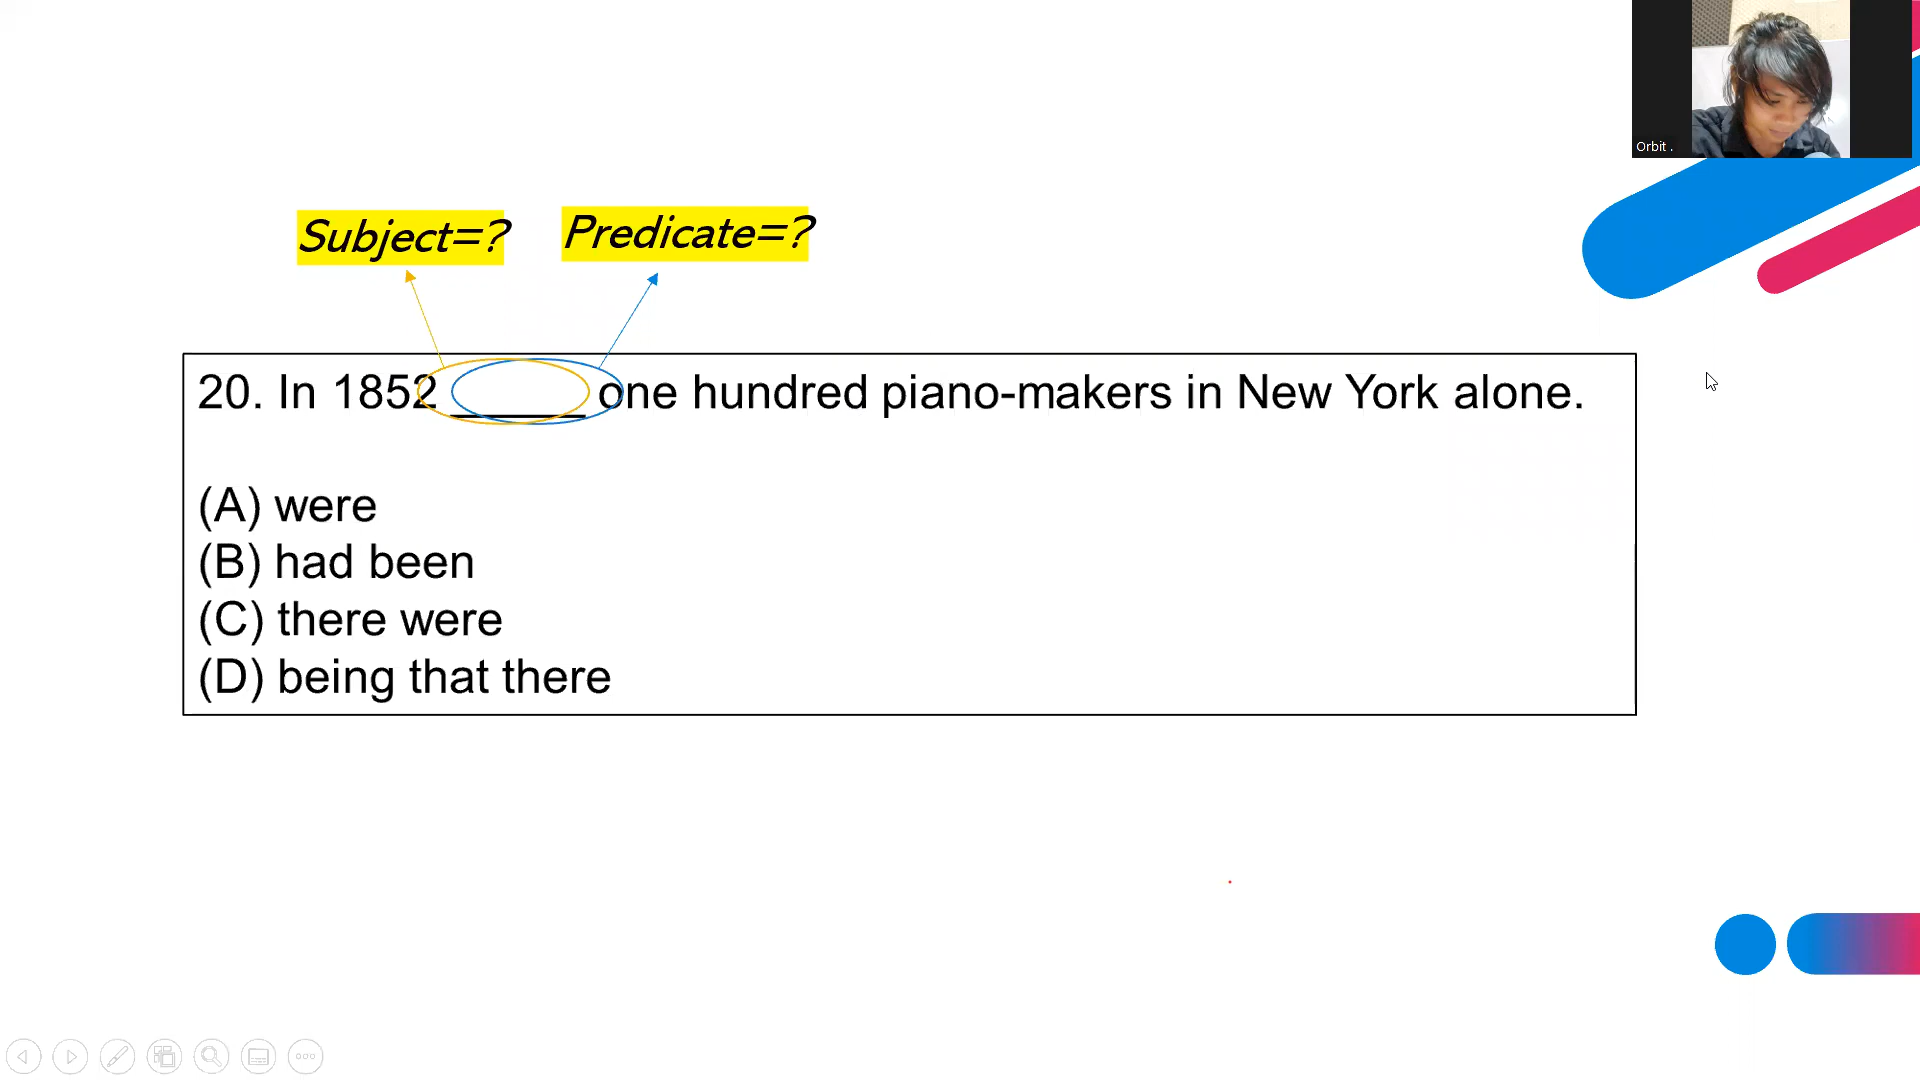 Orbit .
Subject=? Predicate=?
20. In 1852 ______ one hundred piano-makers in New York alone.
(A) were
(B) had been
(C) there were
(D) being that there